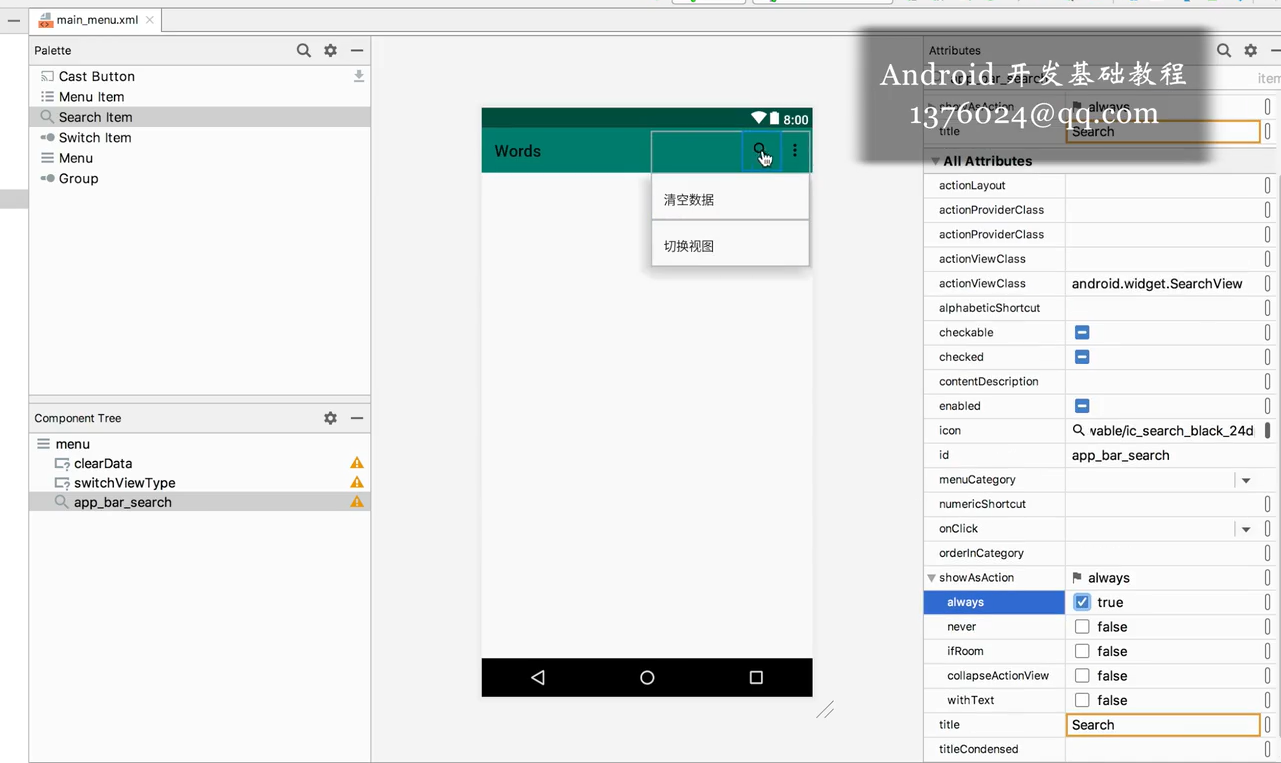 main_menu.xml
Palette
Cast Button
Menu Item
Search Item
Switch Item
Menu
Group
Component Tree
menu
clearData
switchViewType
app_bar_search
8:00
Words
清空数据
切换视图
Attributes
Android 开发基础教程
1376024@qq.com
app_bar_search
item
showAsAction
always
title
Search
All Attributes
actionLayout
actionProviderClass
actionProviderClass
actionViewClass
actionViewClass android.widget.SearchView
alphabeticShortcut
checkable
checked
contentDescription
enabled
icon wable/ic_search_black_24d
id app_bar_search
menuCategory
numericShortcut
onClick
orderInCategory
showAsAction always
always true
never false
ifRoom false
collapseActionView false
withText false
title Search
titleCondensed